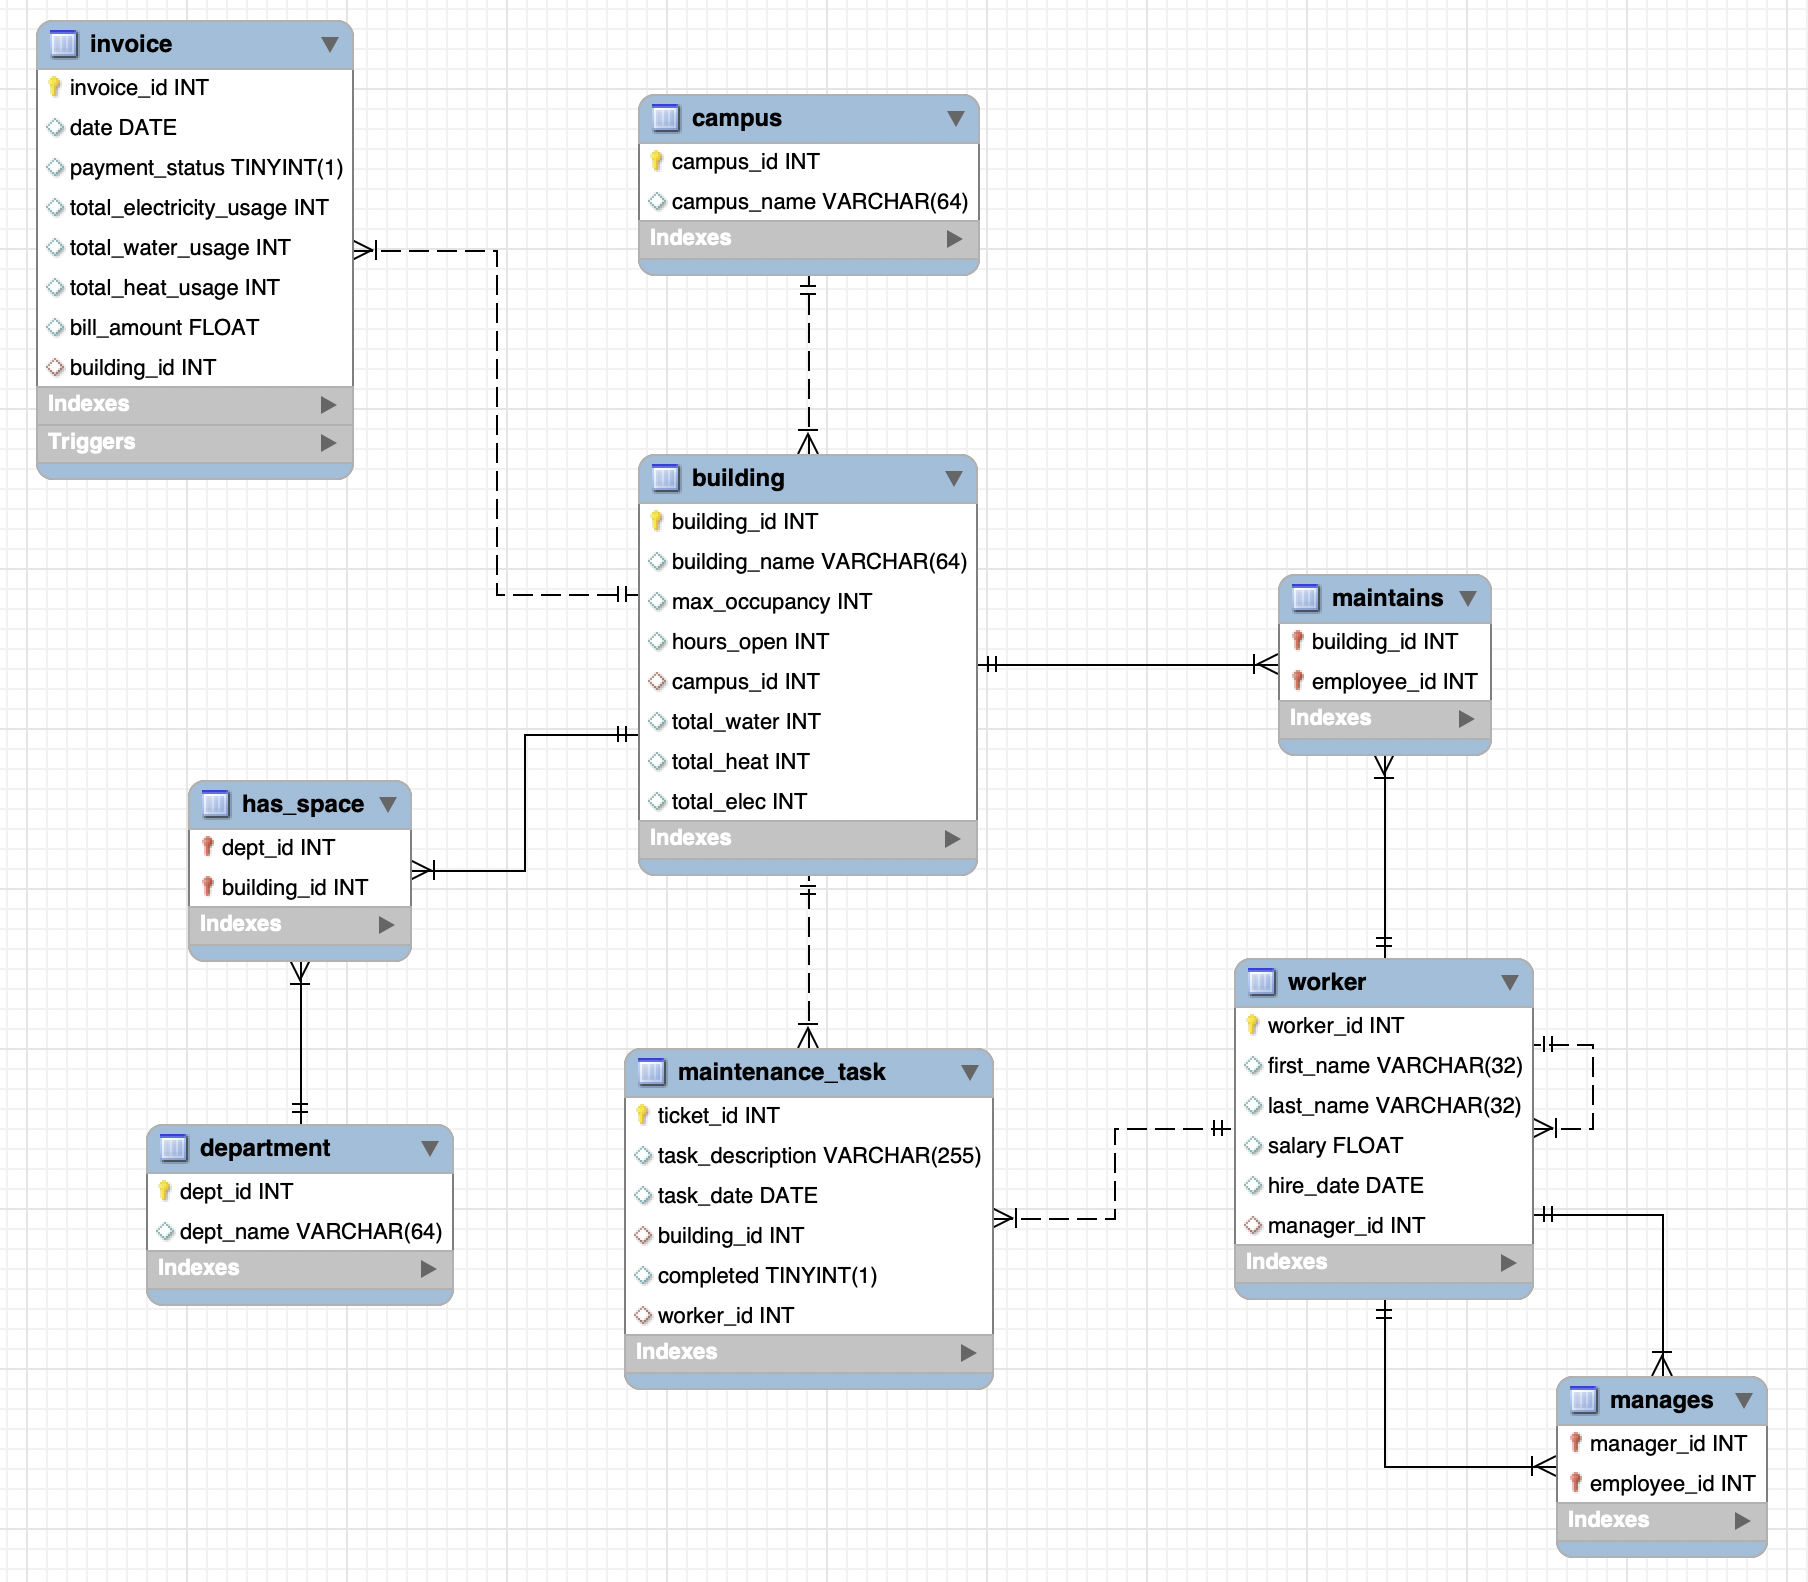 invoice
invoice_id INT
date DATE
payment_status TINYINT(1)
total_electricity_usage INT
total_water_usage INT
total_heat_usage INT
bill_amount FLOAT
building_id INT
Indexes
Triggers
campus
campus_id INT
campus_name VARCHAR(64)
Indexes
building
building_id INT
building_name VARCHAR(64)
max_occupancy INT
hours_open INT
campus_id INT
total_water INT
total_heat INT
total_elec INT
Indexes
maintains
building_id INT
employee_id INT
Indexes
has_space
dept_id INT
building_id INT
Indexes
department
dept_id INT
dept_name VARCHAR(64)
Indexes
maintenance_task
ticket_id INT
task_description VARCHAR(255)
task_date DATE
building_id INT
completed TINYINT(1)
worker_id INT
Indexes
worker
worker_id INT
first_name VARCHAR(32)
last_name VARCHAR(32)
salary FLOAT
hire_date DATE
manager_id INT
Indexes
manages
manager_id INT
employee_id INT
Indexes